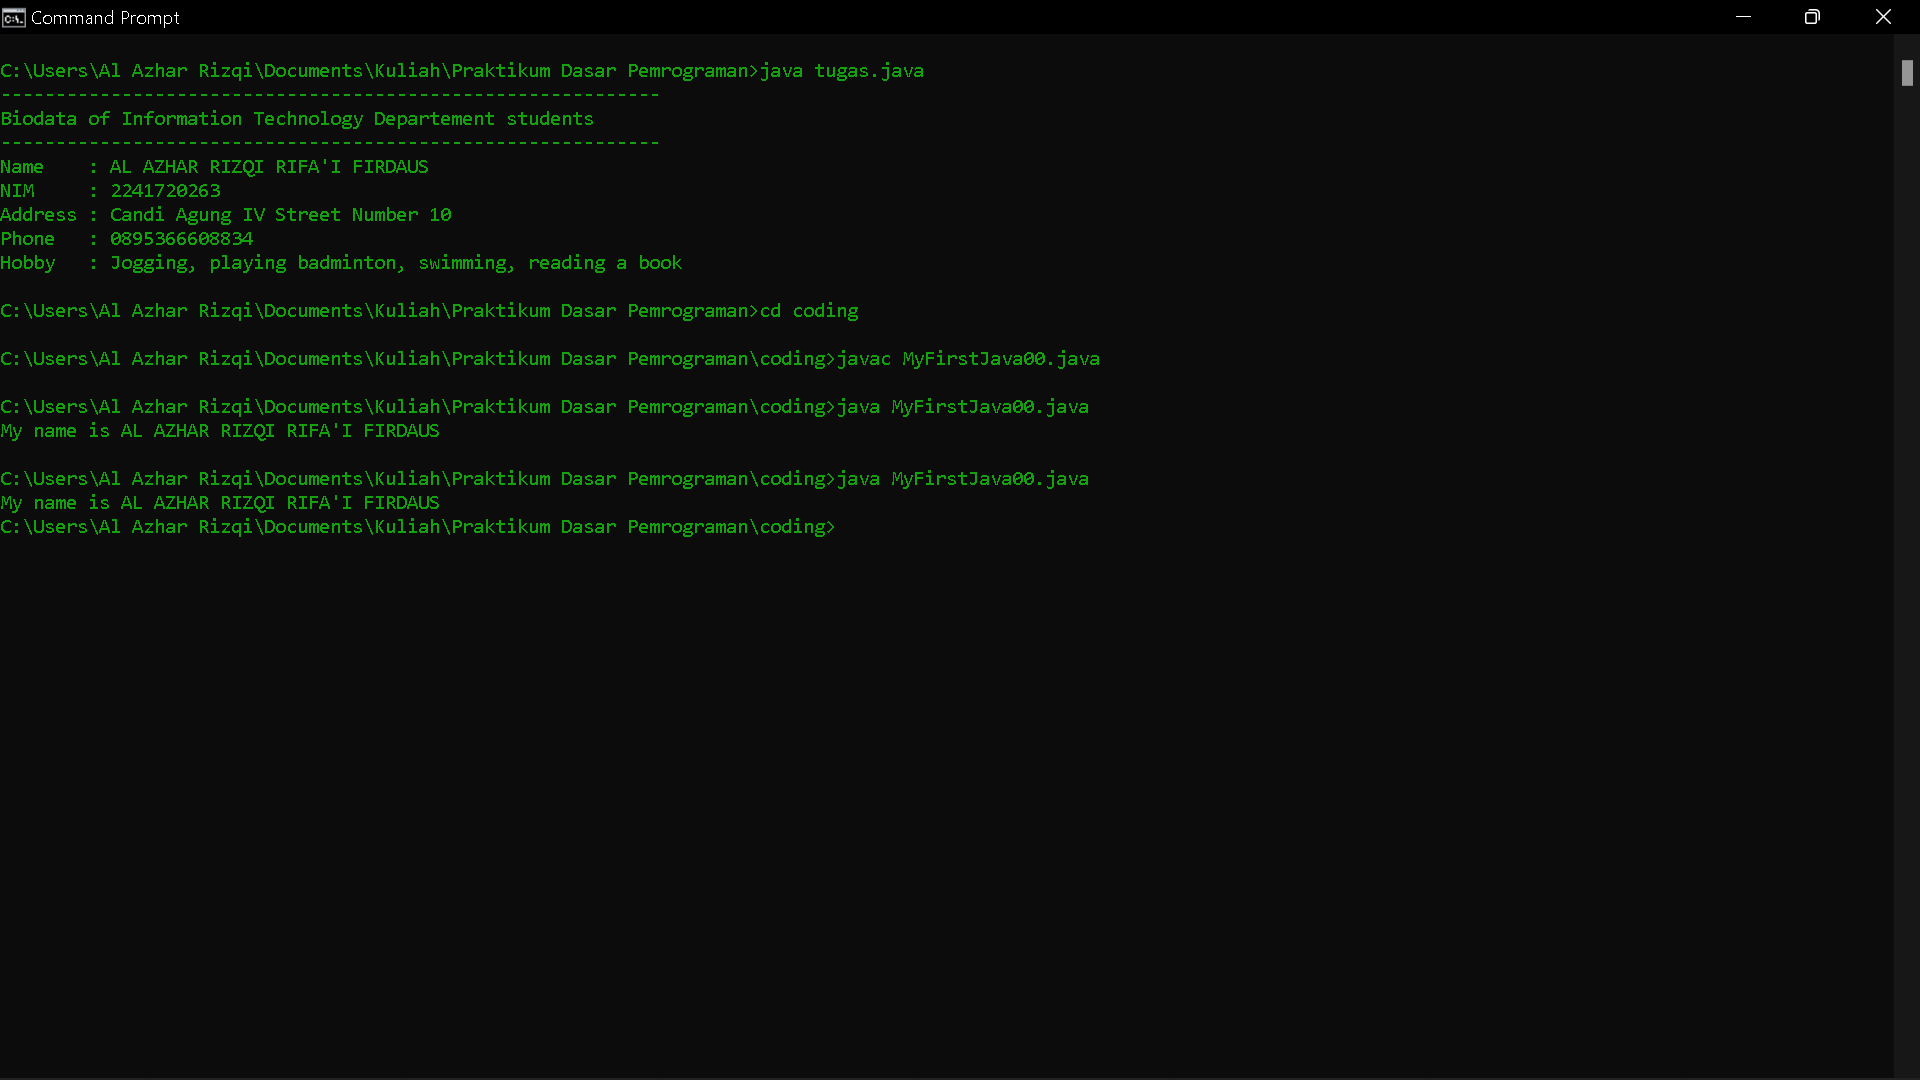 Command Prompt
C:\Users\Al Azhar Rizqi\Documents\Kuliah\Praktikum Dasar Pemrograman>java tugas.java
------------------------------------------------------------
Biodata of Information Technology Departement students
------------------------------------------------------------
Name    : AL AZHAR RIZQI RIFA'I FIRDAUS
NIM     : 2241720263
Address : Candi Agung IV Street Number 10
Phone   : 0895366608834
Hobby   : Jogging, playing badminton, swimming, reading a book
C:\Users\Al Azhar Rizqi\Documents\Kuliah\Praktikum Dasar Pemrograman>cd coding
C:\Users\Al Azhar Rizqi\Documents\Kuliah\Praktikum Dasar Pemrograman\coding>javac MyFirstJava00.java
C:\Users\Al Azhar Rizqi\Documents\Kuliah\Praktikum Dasar Pemrograman\coding>java MyFirstJava00.java
My name is AL AZHAR RIZQI RIFA'I FIRDAUS
C:\Users\Al Azhar Rizqi\Documents\Kuliah\Praktikum Dasar Pemrograman\coding>java MyFirstJava00.java
My name is AL AZHAR RIZQI RIFA'I FIRDAUS
C:\Users\Al Azhar Rizqi\Documents\Kuliah\Praktikum Dasar Pemrograman\coding>